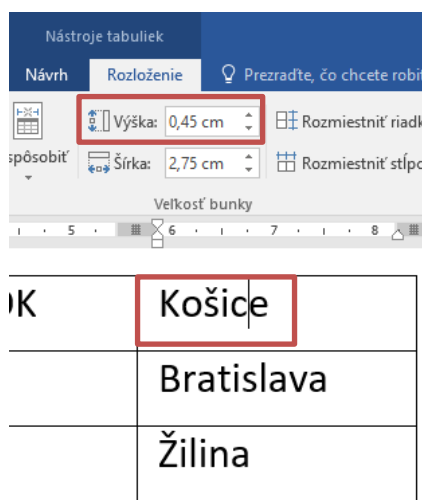 Nástroje tabuliek
Návrh Rozloženie Prezraďte, čo chcete robiť
Výška: 0,45 cm Rozmiestniť riadk
spôsobiť Šírka: 2,75 cm Rozmiestniť stĺpc
Veľkosť bunky
5 6 7 8
OK Košice
Bratislava
Žilina